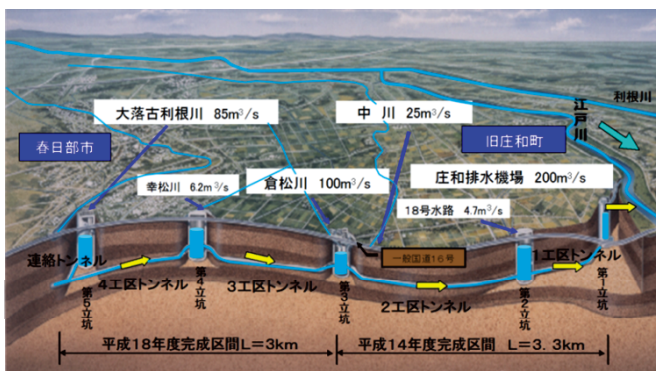 利根川
江戸川
大落古利根川 85m³/s
中 川 25m³/s
春日部市
旧庄和町
幸松川 6.2m³/s
倉松川 100m³/s
庄和排水機場 200m³/s
18号水路 4.7m³/s
一般国道16号
連絡トンネル
4工区トンネル
3工区トンネル
2工区トンネル
1工区トンネル
第5立坑
第4立坑
第3立坑
第2立坑
第1立坑
平成18年度完成区間L=3km
平成14年度完成区間 L=3.3km